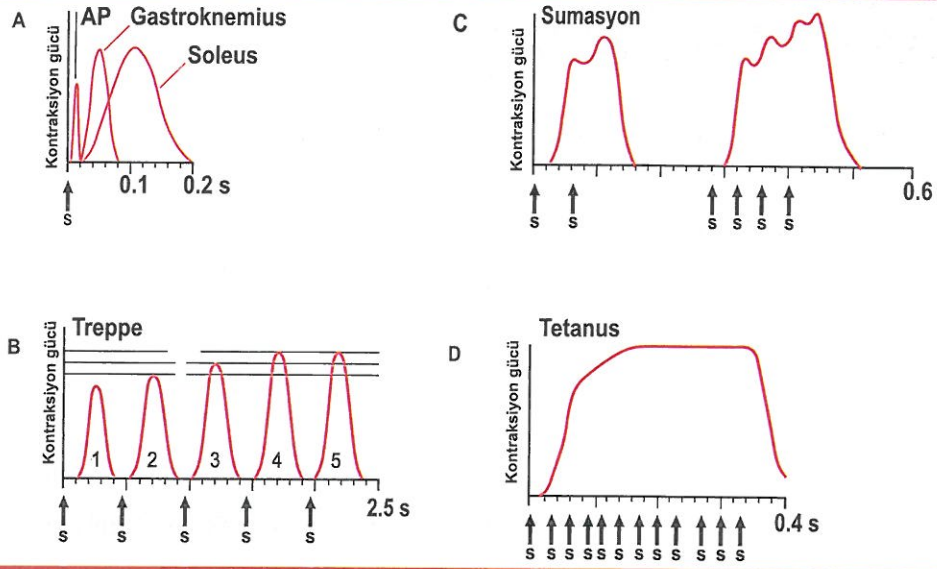 A
AP Gastroknemius
Soleus
Kontraksiyon gücü
0.1 0.2 s
S
B
Treppe
Kontraksiyon gücü
1 2 3 4 5
2.5 s
S S S S S
C
Sumasyon
Kontraksiyon gücü
0.6
S S S S S S
D
Tetanus
Kontraksiyon gücü
0.4 s
S S S S S S S S S S S S